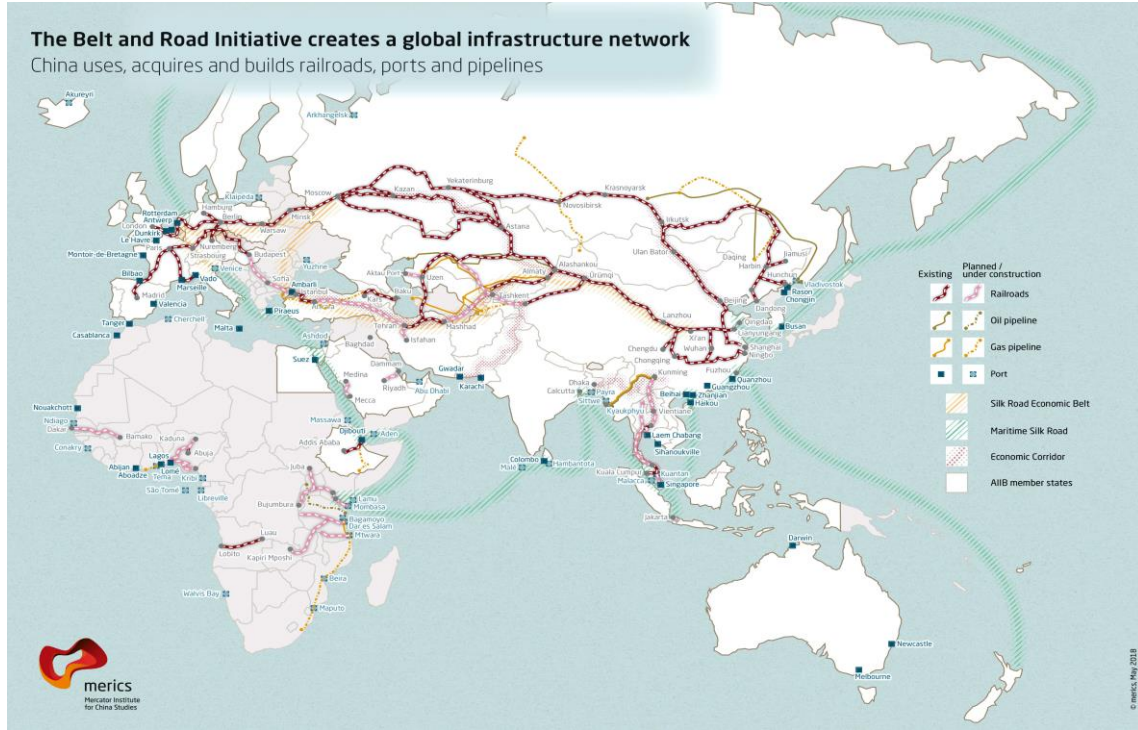 The Belt and Road Initiative creates a global infrastructure network
China uses, acquires and builds railroads, ports and pipelines
Akureyri
Arkhangelsk
Klaipeda
Moscow
Kazan
Yekaterinburg
Krasnoyarsk
Novosibirsk
Hamburg
Rotterdam
Antwerp
London
Dunkirk
Le Havre
Berlin
Minsk
Warsaw
Paris
Nuremberg
Strasbourg
Budapest
Montoir-de-Bretagne
Astana
Irkutsk
Ulan Bator
Daqing
Jiamusi
Harbin
Hunchun
Vladivostok
Rason
Chongjin
Dandong
Bilbao
Madrid
Valencia
Marseille
Vado
Venice
Yuzhne
Sofia
Ambarli
Istanbul
Ankara
Kars
Baku
Aktau Port
Uzen
Almaty
Alashankou
Ürümqi
Tashkent
Beijing
Qingdao
Lianyungang
Busan
Tanger
Casablanca
Cherchell
Malta
Piraeus
Tehran
Mashhad
Isfahan
Baghdad
Ashdod
Suez
Lanzhou
Xi'an
Wuhan
Shanghai
Ningbo
Chengdu
Chongqing
Fuzhou
Quanzhou
Guangzhou
Kunming
Dammam
Medina
Riyadh
Mecca
Abu Dhabi
Gwadar
Karachi
Dhaka
Calcutta
Payra
Sittwe
Kyaukphyu
Beihai
Zhanjan
Haikou
Vientiane
Nouakchott
Ndbago
Dakar
Bamako
Conakry
Kaduna
Abuja
Lagos
Lomé
Tema
Abijan
Aboadze
Kribi
São Tomé
Libreville
Massawa
Djibouti
Aden
Addis Ababa
Juba
Laem Chabang
Sihanoukville
Colombo
Hambantota
Malé
Kuala Lumpur
Kuantan
Malacca
Singapore
Jakarta
Bujumbura
Lamu
Mombasa
Bagamoyo
Dar es Salam
Mtwara
Luau
Lobito
Kapiri Mposhi
Beira
Walvis Bay
Maputo
Darwin
Newcastle
Melbourne
Existing
Planned /
under construction
Railroads
Oil pipeline
Gas pipeline
Port
Silk Road Economic Belt
Maritime Silk Road
Economic Corridor
AIIB member states
merics
Mercator Institute
for China Studies
© merics, May 2018